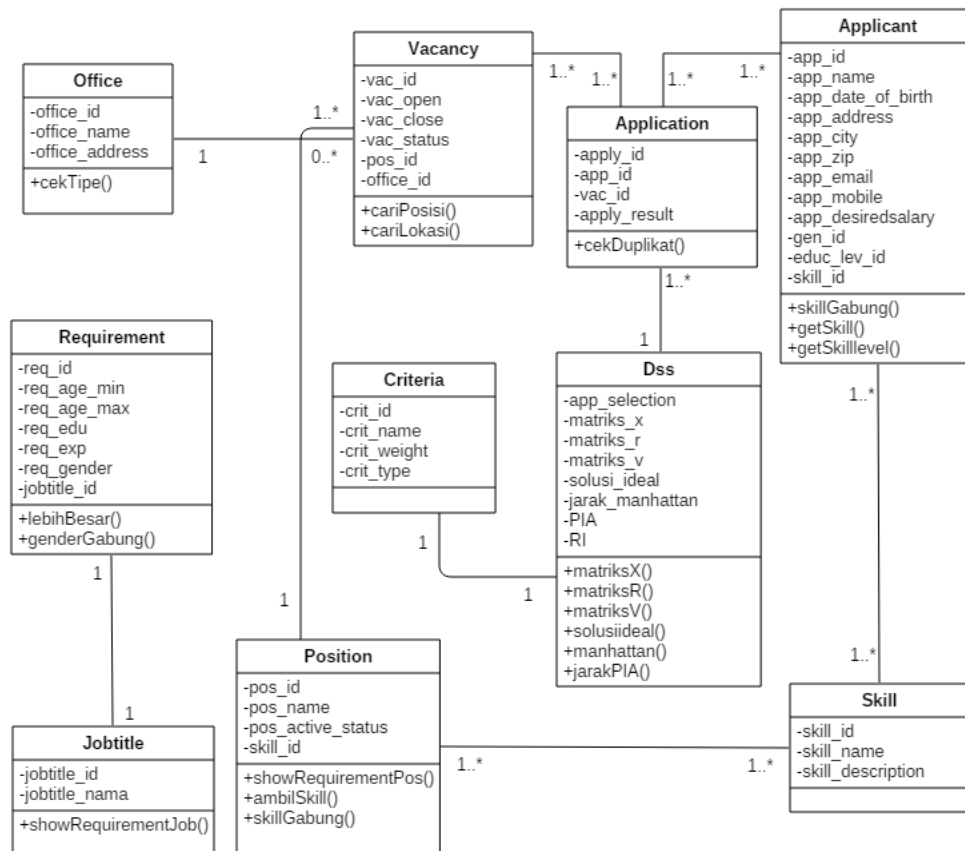 Office
-office_id
-office_name
-office_address
+cekTipe()
1
0..*
Vacancy
-vac_id
-vac_open
-vac_close
-vac_status
-pos_id
-office_id
+cariPosisi()
+cariLokasi()
1..*
1..*
1..*
Application
-apply_id
-app_id
-vac_id
-apply_result
+cekDuplikat()
1..*
1..*
1..*
1
Applicant
-app_id
-app_name
-app_date_of_birth
-app_address
-app_city
-app_zip
-app_email
-app_mobile
-app_desiredsalary
-gen_id
-educ_lev_id
-skill_id
+skillGabung()
+getSkill()
+getSkilllevel()
1..*
1..*
Requirement
-req_id
-req_age_min
-req_age_max
-req_edu
-req_exp
-req_gender
-jobtitle_id
+lebihBesar()
+genderGabung()
1
1
Criteria
-crit_id
-crit_name
-crit_weight
-crit_type
1
1
Dss
-app_selection
-matriks_x
-matriks_r
-matriks_v
-solusi_ideal
-jarak_manhattan
-PIA
-RI
+matriksX()
+matriksR()
+matriksV()
+solusiideal()
+manhattan()
+jarakPIA()
Jobtitle
-jobtitle_id
-jobtitle_nama
+showRequirementJob()
1
Position
-pos_id
-pos_name
-pos_active_status
-skill_id
+showRequirementPos()
+ambilSkill()
+skillGabung()
1..*
1..*
Skill
-skill_id
-skill_name
-skill_description